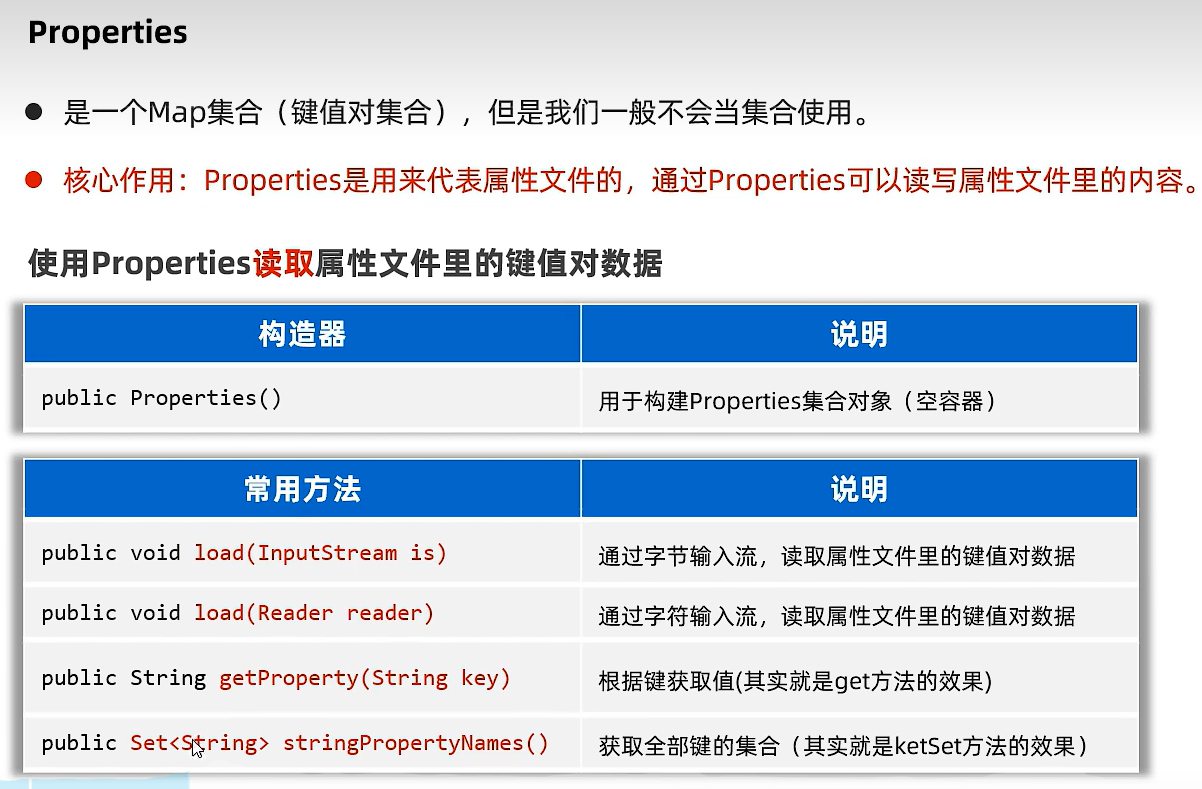 Properties
● 是一个Map集合（键值对集合），但是我们一般不会当集合使用。
● 核心作用：Properties是用来代表属性文件的，通过Properties可以读写属性文件里的内容。
使用Properties读取属性文件里的键值对数据
构造器 说明
public Properties() 用于构建Properties集合对象（空容器）
常用方法 说明
public void load(InputStream is) 通过字节输入流，读取属性文件里的键值对数据
public void load(Reader reader) 通过字符输入流，读取属性文件里的键值对数据
public String getProperty(String key) 根据键获取值(其实就是get方法的效果)
public Set<String> stringPropertyNames() 获取全部键的集合（其实就是ketSet方法的效果）